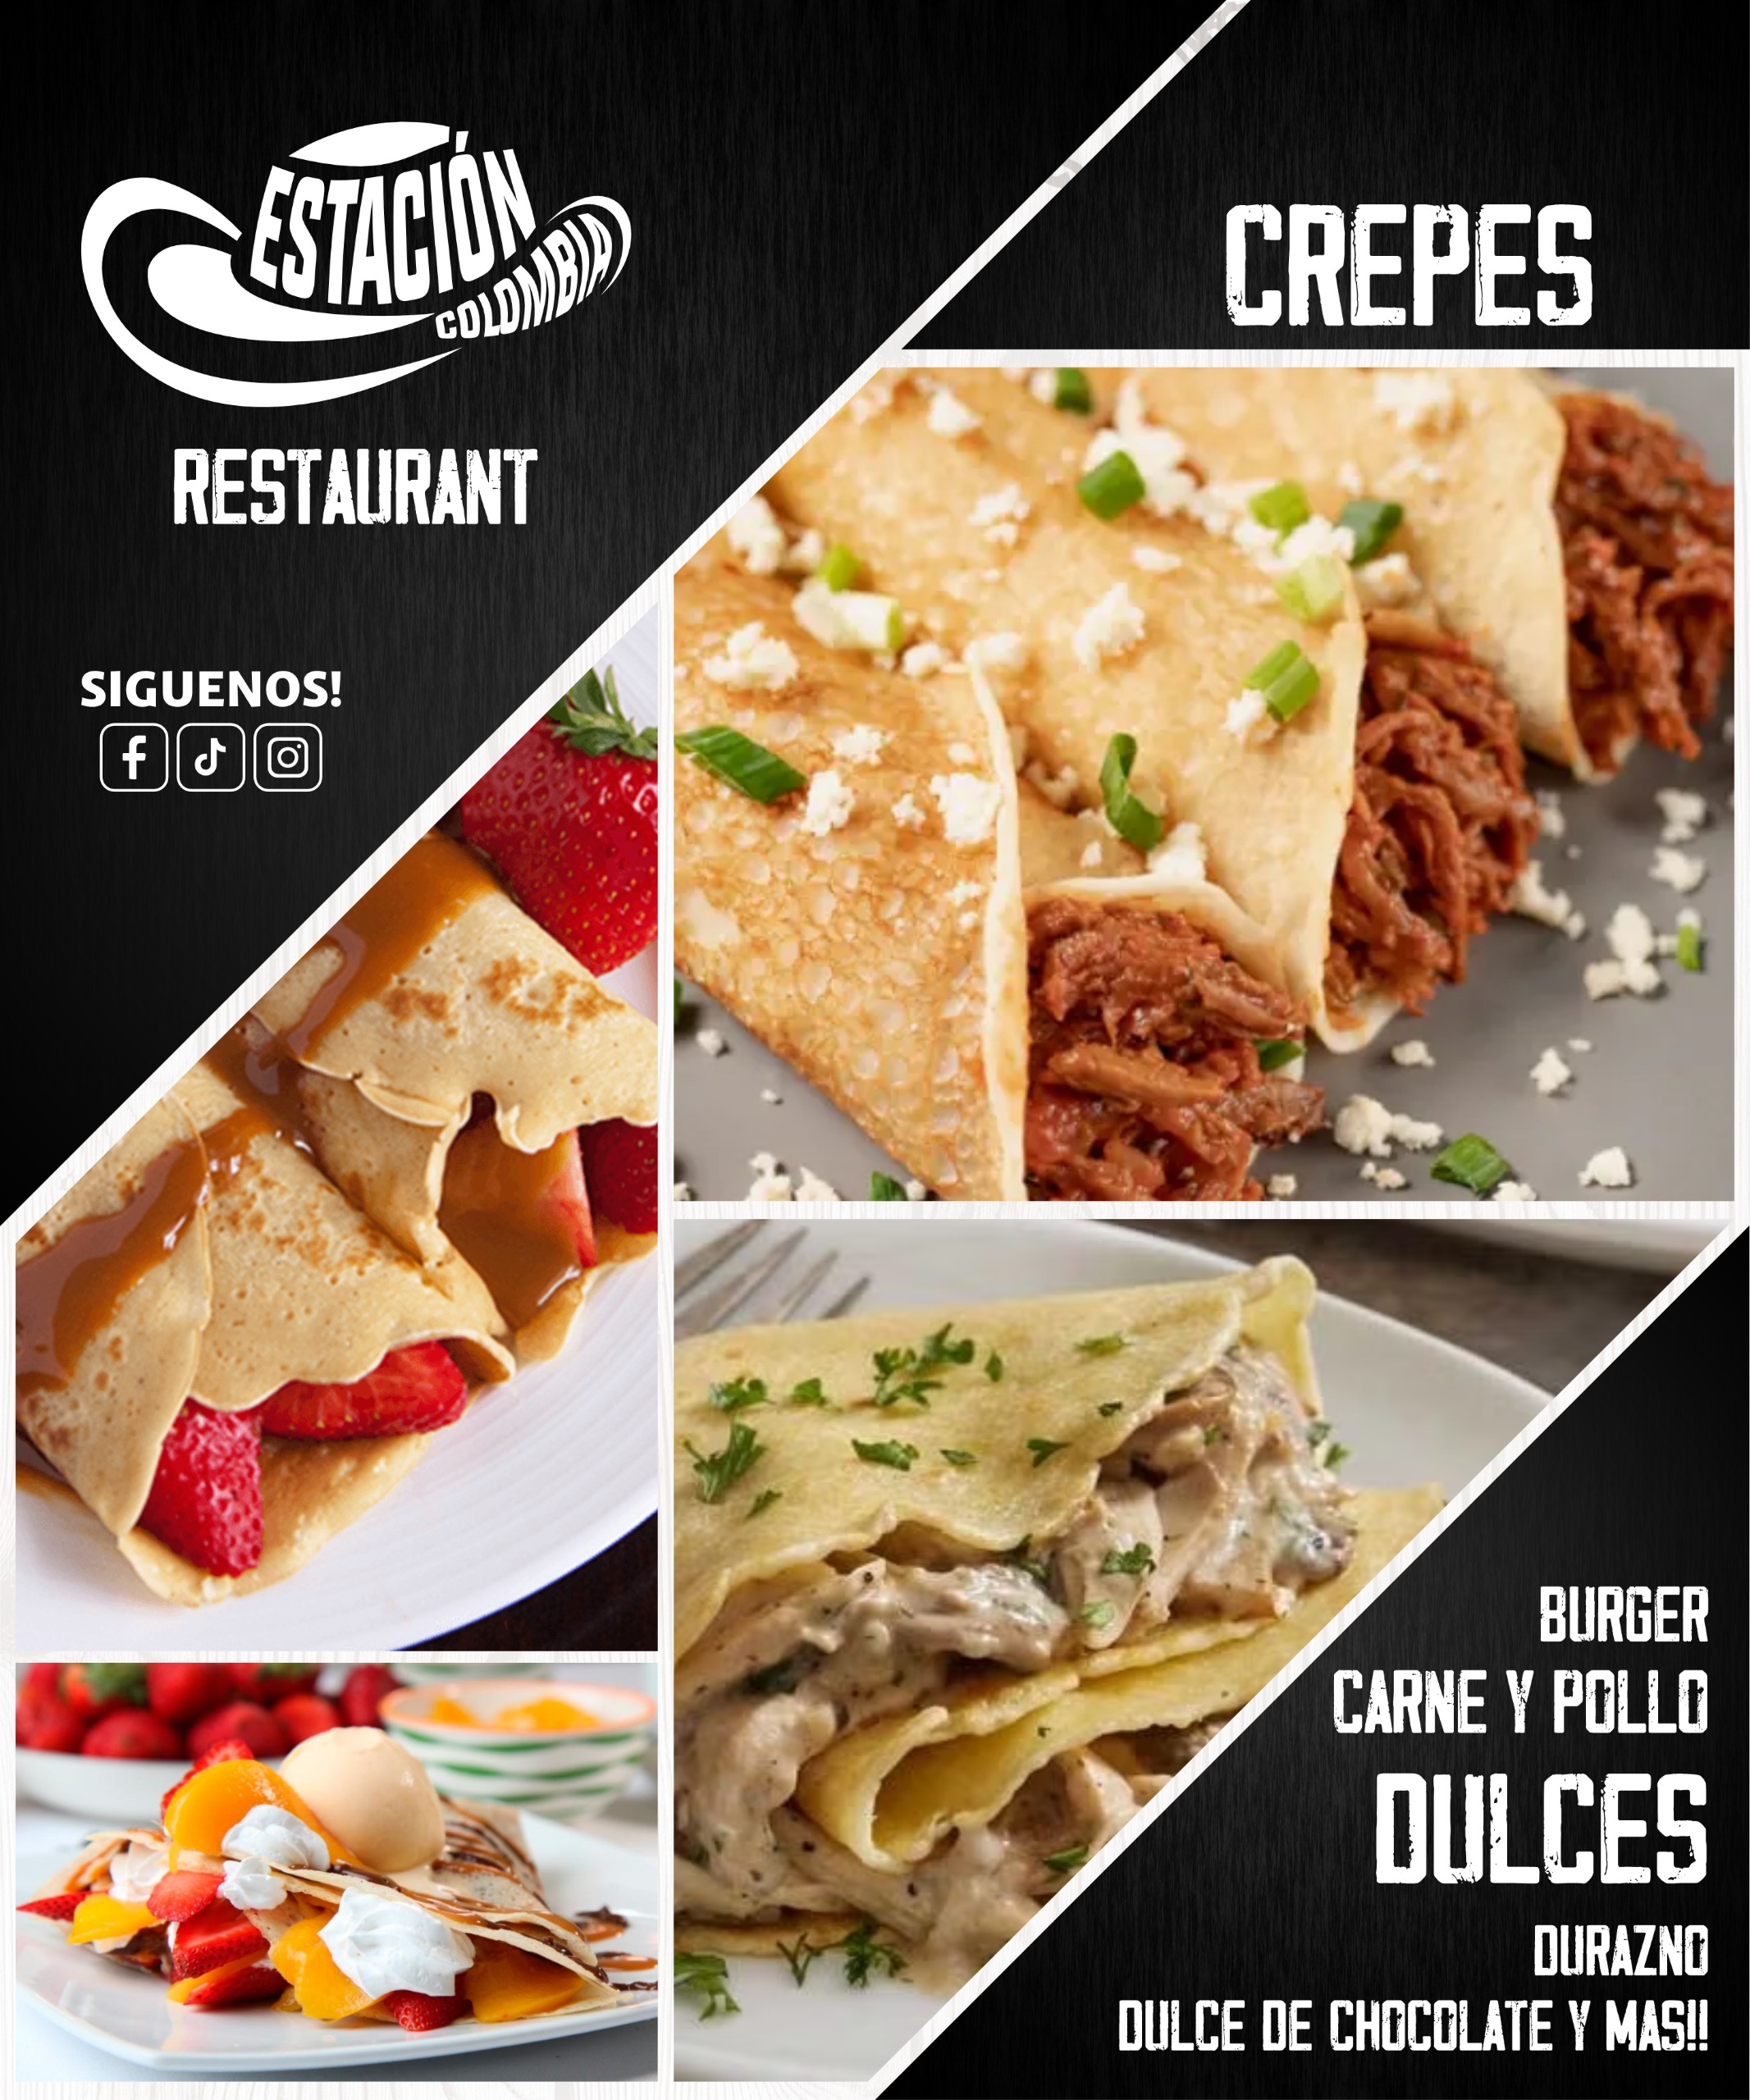 ESTACIÓN
COLOMBIA
RESTAURANT
SIGUENOS!
CREPES
BURGER
CARNE Y POLLO
DULCES
DURAZNO
DULCE DE CHOCOLATE Y MAS!!